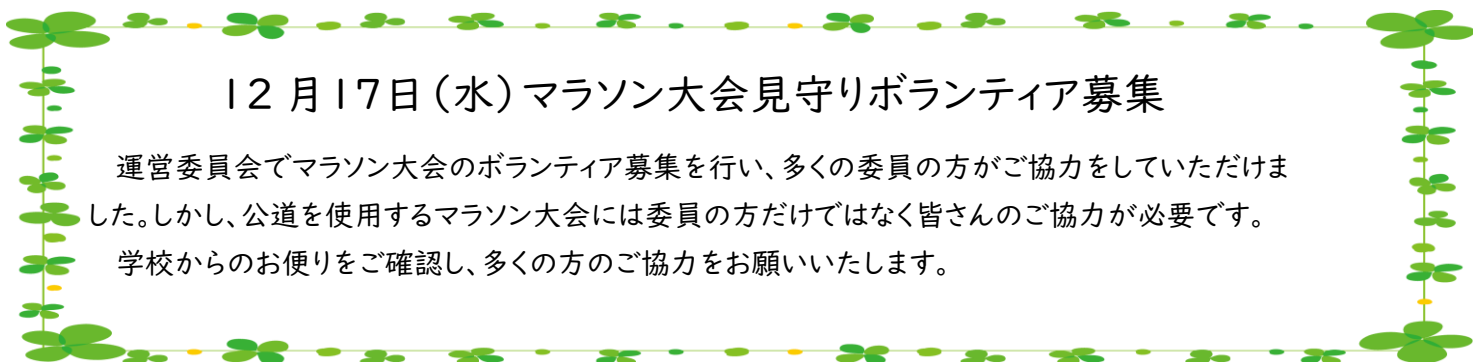 12月17日(水)マラソン大会見守りボランティア募集
運営委員会でマラソン大会のボランティア募集を行い、多くの委員の方がご協力をしていただけま
した。しかし、公道を使用するマラソン大会には委員の方だけではなく皆さんのご協力が必要です。
学校からのお便りをご確認し、多くの方のご協力をお願いいたします。